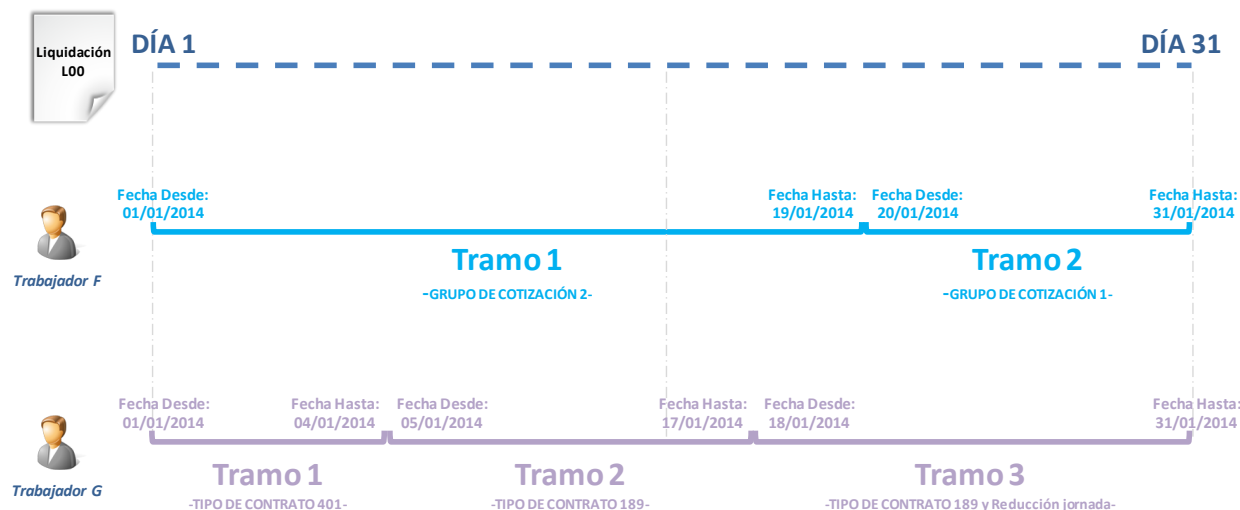 Liquidación
L00
DÍA 1
DÍA 31
Fecha Desde:
01/01/2014
Fecha Hasta:
19/01/2014
Fecha Desde:
20/01/2014
Fecha Hasta:
31/01/2014
Trabajador F
Tramo 1
-GRUPO DE COTIZACIÓN 2-
Tramo 2
-GRUPO DE COTIZACIÓN 1-
Fecha Desde:
01/01/2014
Fecha Hasta:
04/01/2014
Fecha Desde:
05/01/2014
Fecha Hasta:
17/01/2014
Fecha Desde:
18/01/2014
Fecha Hasta:
31/01/2014
Trabajador G
Tramo 1
-TIPO DE CONTRATO 401-
Tramo 2
-TIPO DE CONTRATO 189-
Tramo 3
-TIPO DE CONTRATO 189 y Reducción jornada-